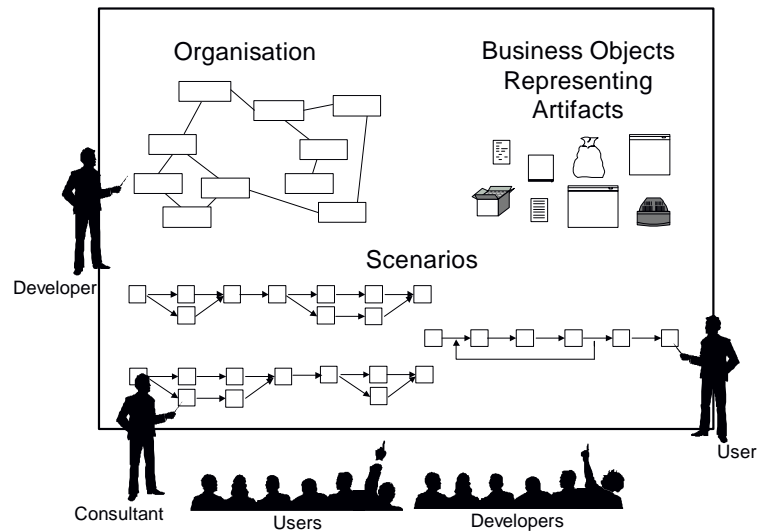 Organisation
Business Objects
Representing
Artifacts
Scenarios
Developer
User
Consultant
Users
Developers